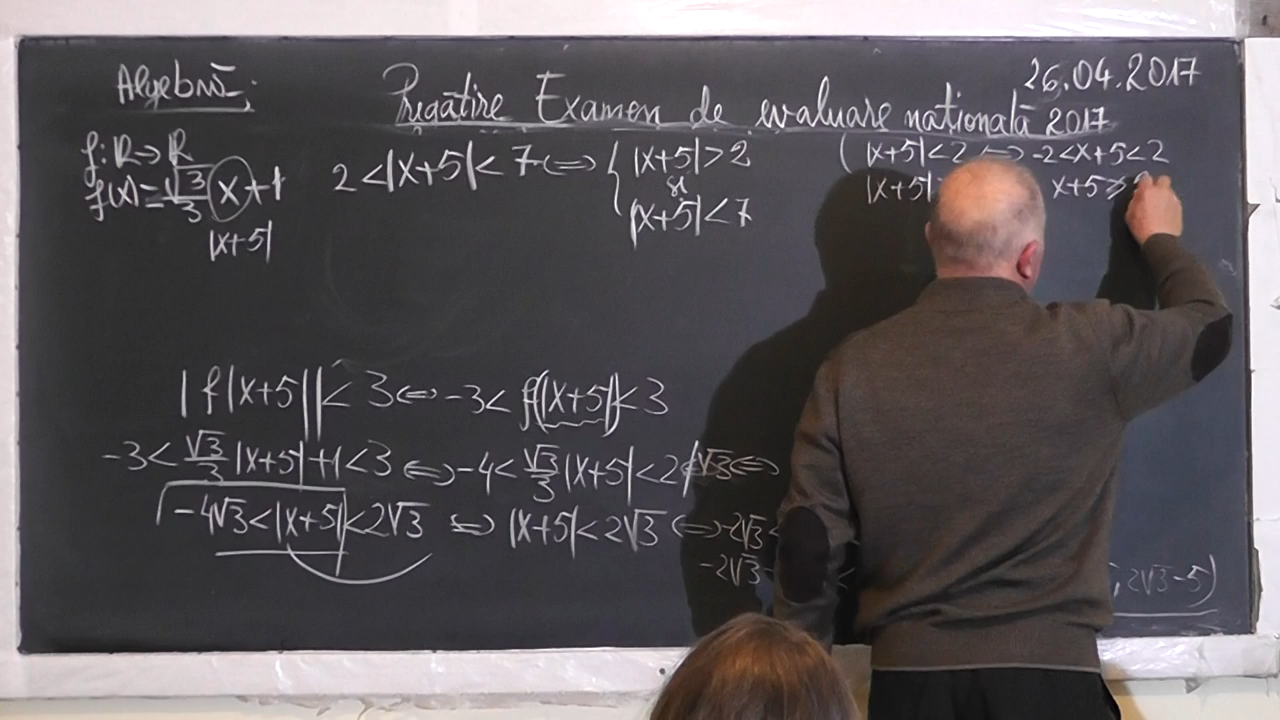 Algebră;
Pregătire Examen de evaluare națională 2017
26.04.2017
f: R→R
f(x)=√3/3 x+1
|x+5|
2<|x+5|<7⇔{|x+5|>2
și
|x+5|<7
(|x+5|<2⇔-2<x+5<2
|x+5| x+5>
|f|x+5||<3⇔-3<f(|x+5|)<3
-3<√3/3|x+5|+1<3⇔-4<√3/3|x+5|<2|·√3⇔
-4√3<|x+5|<2√3⇔|x+5|<2√3⇔-2√3<
-2√3
; 2√3-5)